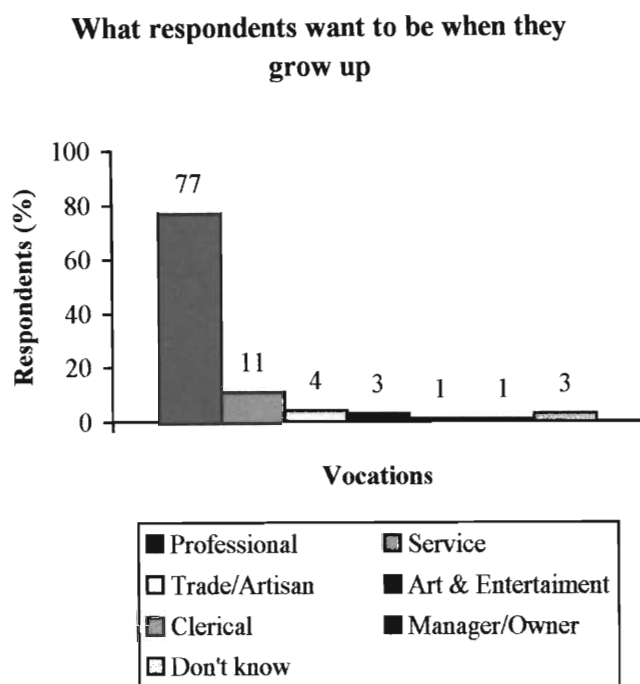 What respondents want to be when they
grow up
Respondents (%)
100
80
60
40
20
0
77
11
4
3
1
1
3
Vocations
Professional
Service
Trade/Artisan
Art & Entertaiment
Clerical
Manager/Owner
Don't know